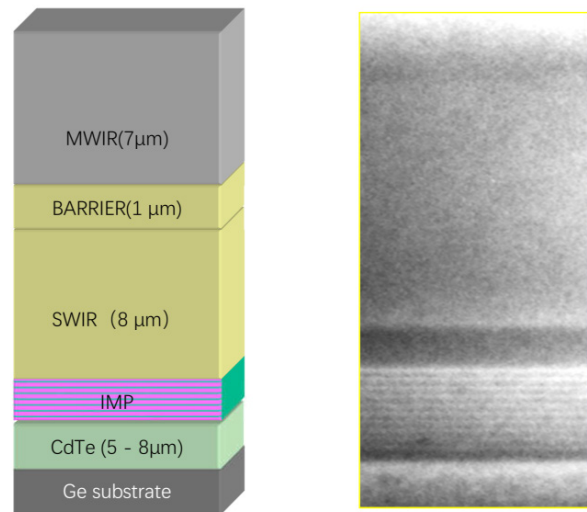 MWIR(7μm)
BARRIER(1 μm)
SWIR（8 μm）
IMP
CdTe (5 - 8μm)
Ge substrate